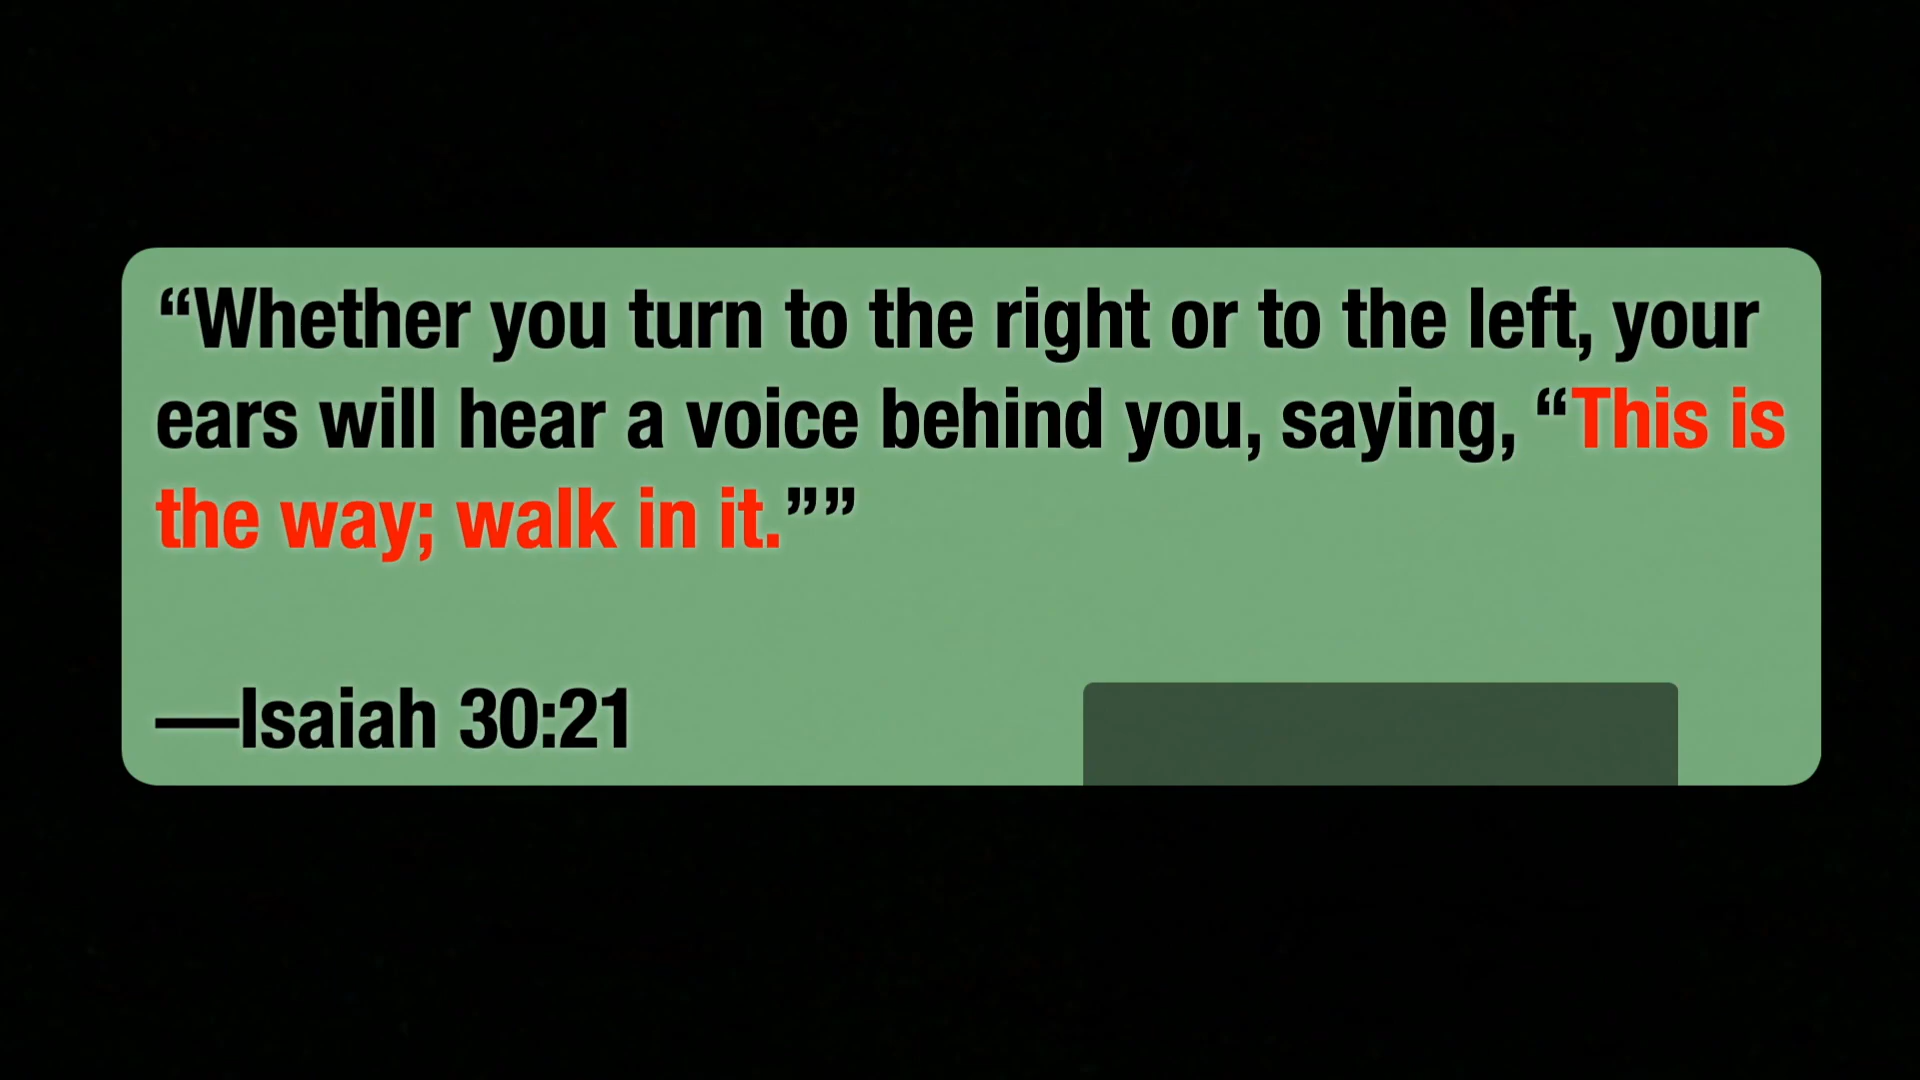 “Whether you turn to the right or to the left, your
ears will hear a voice behind you, saying, “This is
the way; walk in it.””
—Isaiah 30:21